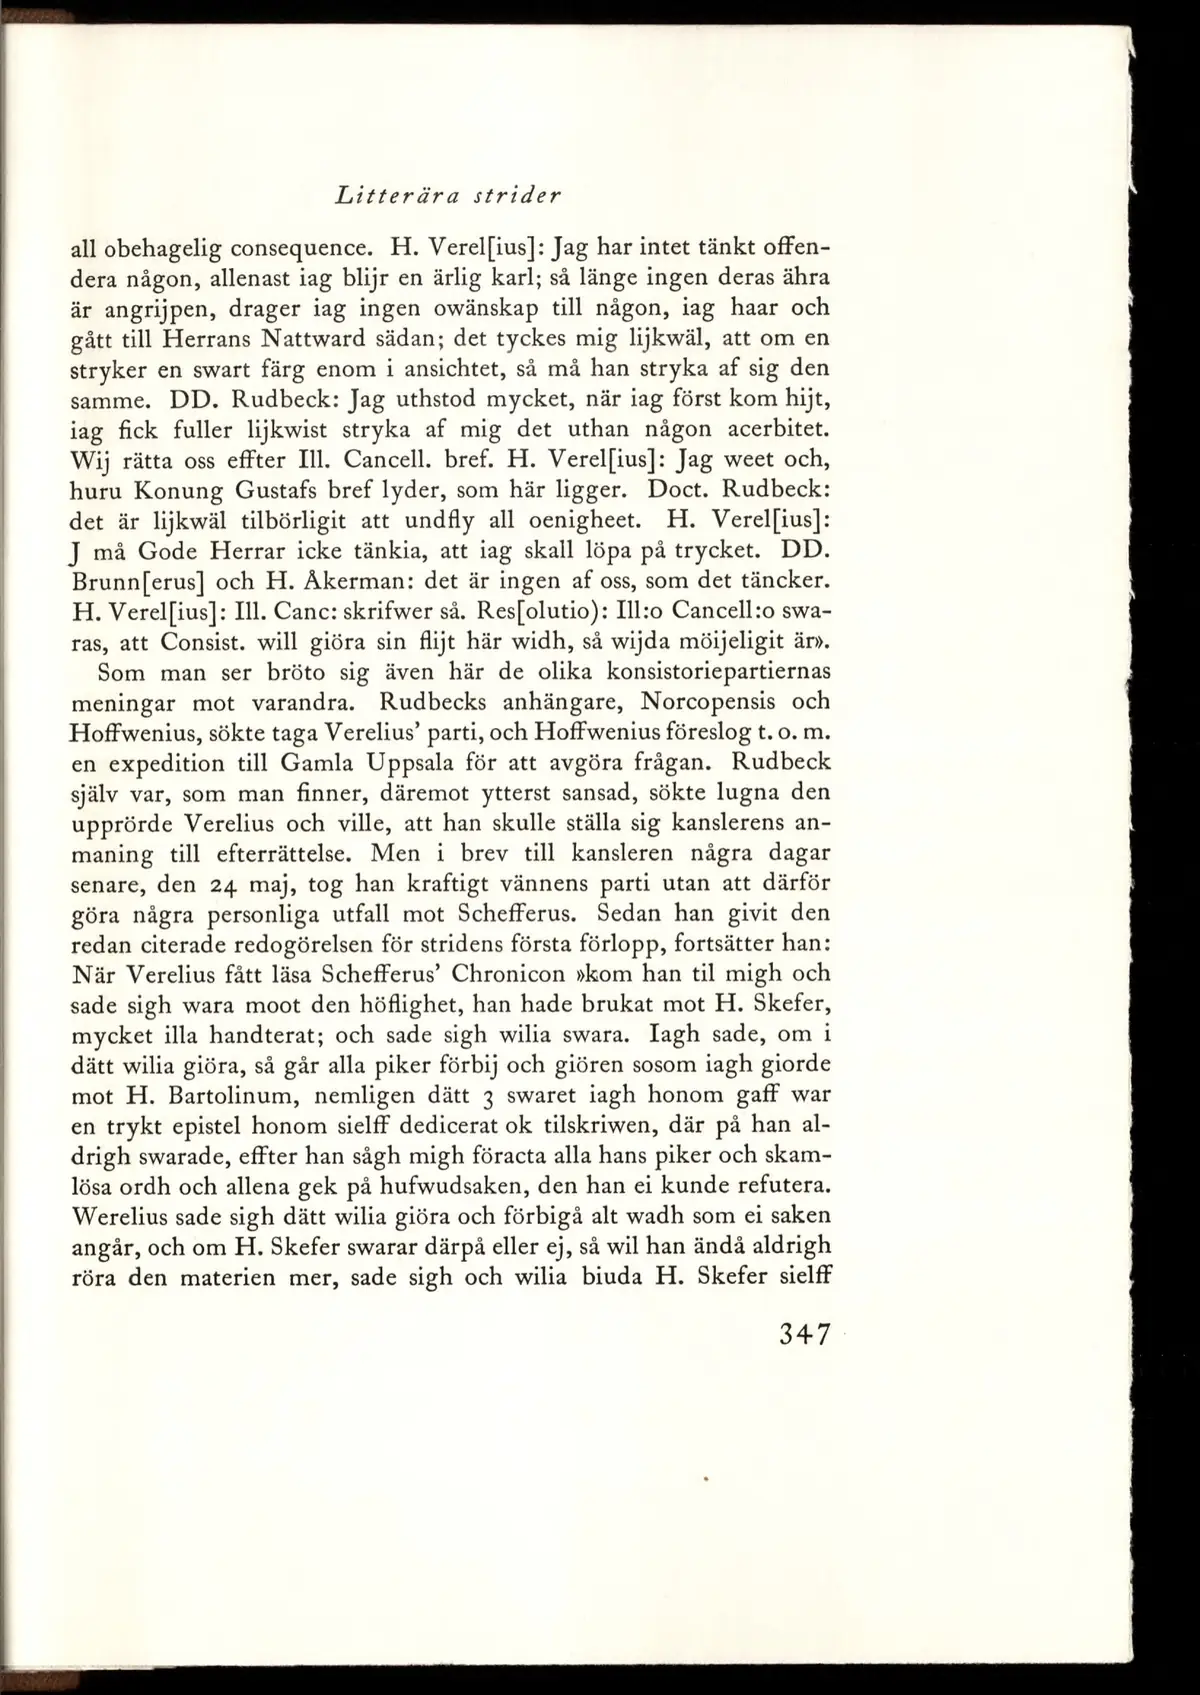 Litterära strider
all obehagelig consequence. H. Verel[ius]: Jag har intet tänkt offen-
dera någon, allenast iag blijr en ärlig karl; så länge ingen deras ähra
är angrijpen, drager iag ingen owänskap till någon, iag haar och
gått till Herrans Nattward sädan; det tyckes mig lijkwäl, att om en
stryker en swart färg enom i ansichtet, så må han stryka af sig den
samme. DD. Rudbeck: Jag uthstod mycket, när iag först kom hijt,
iag fick fuller lijkwist stryka af mig det uthan någon acerbitet.
Wij rätta oss effter Ill. Cancell. bref. H. Verel[ius]: Jag weet och,
huru Konung Gustafs bref lyder, som här ligger. Doct. Rudbeck:
det är lijkwäl tilbörligit att undfly all oenigheet. H. Verel[ius]:
J må Gode Herrar icke tänkia, att iag skall löpa på trycket. DD.
Brunn[erus] och H. Åkerman: det är ingen af oss, som det täncker.
H. Verel[ius]: Ill. Canc: skrifwer så. Res[olutio): Ill:o Cancell:o swa-
ras, att Consist. will giöra sin flijt här widh, så wijda möijeligit är».
Som man ser bröto sig även här de olika konsistoriepartiernas
meningar mot varandra. Rudbecks anhängare, Norcopensis och
Hoffwenius, sökte taga Verelius’ parti, och Hoffwenius föreslog t. o. m.
en expedition till Gamla Uppsala för att avgöra frågan. Rudbeck
själv var, som man finner, däremot ytterst sansad, sökte lugna den
upprörde Verelius och ville, att han skulle ställa sig kanslerens an-
maning till efterrättelse. Men i brev till kansleren några dagar
senare, den 24 maj, tog han kraftigt vännens parti utan att därför
göra några personliga utfall mot Schefferus. Sedan han givit den
redan citerade redogörelsen för stridens första förlopp, fortsätter han:
När Verelius fått läsa Schefferus’ Chronicon »kom han til migh och
sade sigh wara moot den höflighet, han hade brukat mot H. Skefer,
mycket illa handterat; och sade sigh wilia swara. Iagh sade, om i
dätt wilia giöra, så går alla piker förbij och giören sosom iagh giorde
mot H. Bartolinum, nemligen dätt 3 swaret iagh honom gaff war
en trykt epistel honom sielff dedicerat ok tilskriwen, där på han al-
drigh swarade, effter han sågh migh föracta alla hans piker och skam-
lösa ordh och allena gek på hufwudsaken, den han ei kunde refutera.
Werelius sade sigh dätt wilia giöra och förbigå alt wadh som ei saken
angår, och om H. Skefer swarar därpå eller ej, så wil han ändå aldrigh
röra den materien mer, sade sigh och wilia biuda H. Skefer sielff
347